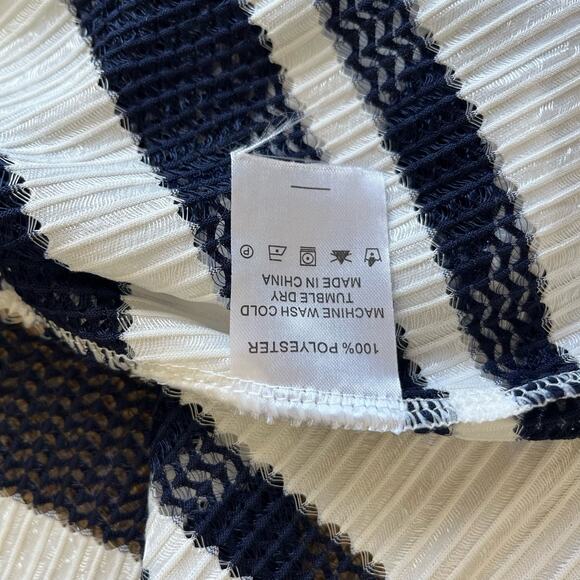 100% POLYESTER
MACHINE WASH COLD
TUMBLE DRY
MADE IN CHINA
P